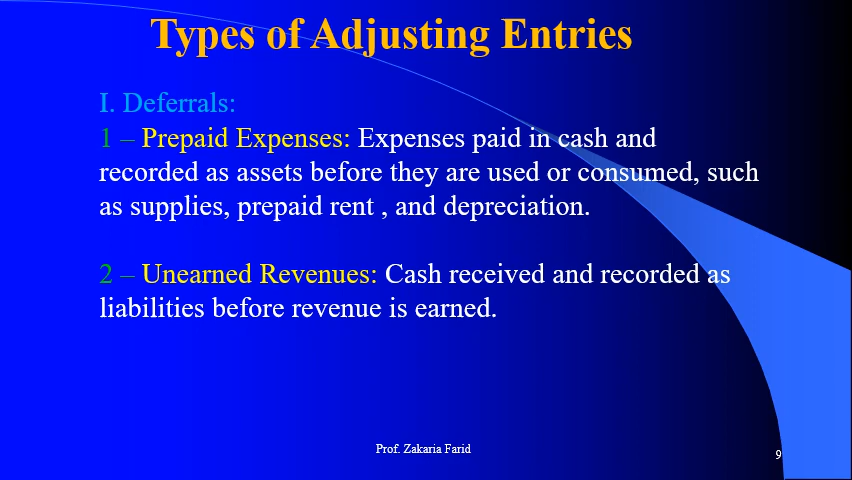 Types of Adjusting Entries
I. Deferrals:
1 – Prepaid Expenses: Expenses paid in cash and
recorded as assets before they are used or consumed, such
as supplies, prepaid rent , and depreciation.
2 – Unearned Revenues: Cash received and recorded as
liabilities before revenue is earned.
Prof. Zakaria Farid
9